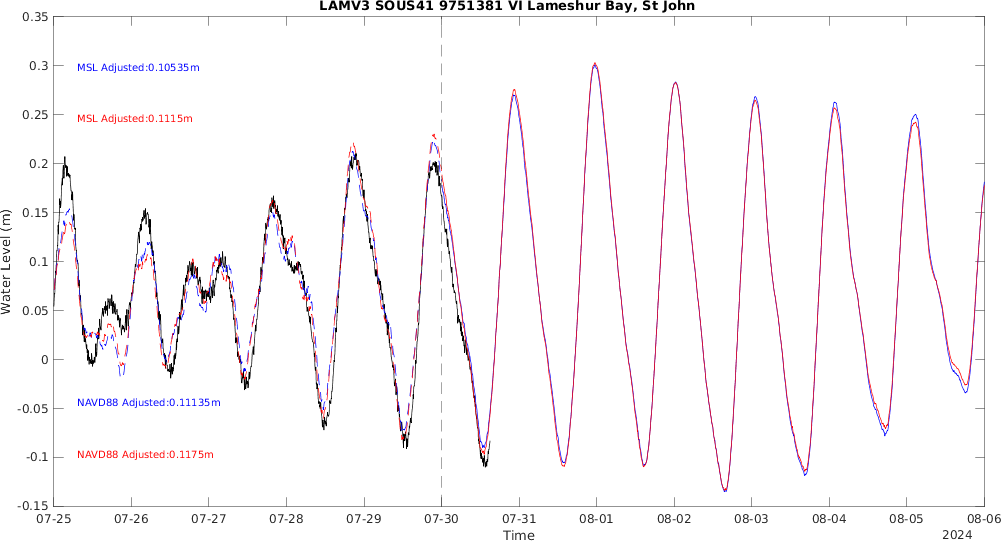 LAMV3 SOUS41 9751381 VI Lameshur Bay, St John
0.35
0.3
0.25
0.2
0.15
0.1
0.05
0
-0.05
-0.1
-0.15
Water Level (m)
MSL Adjusted:0.10535m
MSL Adjusted:0.1115m
NAVD88 Adjusted:0.11135m
NAVD88 Adjusted:0.1175m
07-25 07-26 07-27 07-28 07-29 07-30 07-31 08-01 08-02 08-03 08-04 08-05 08-06
Time
2024